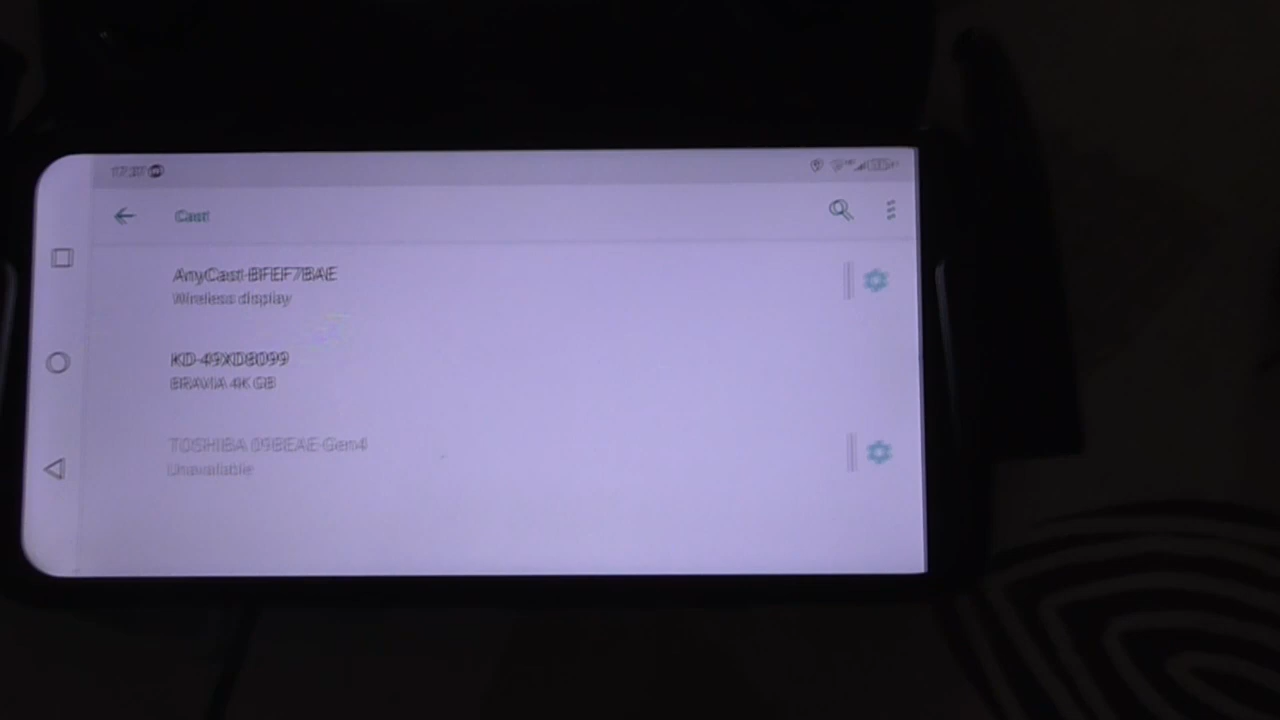 Cast
AnyCast-BFEF7BAE
Wireless display
KD-49XD8099
BRAVIA 4K GB
TOSHIBA 09BEAE-Gen4
Unavailable